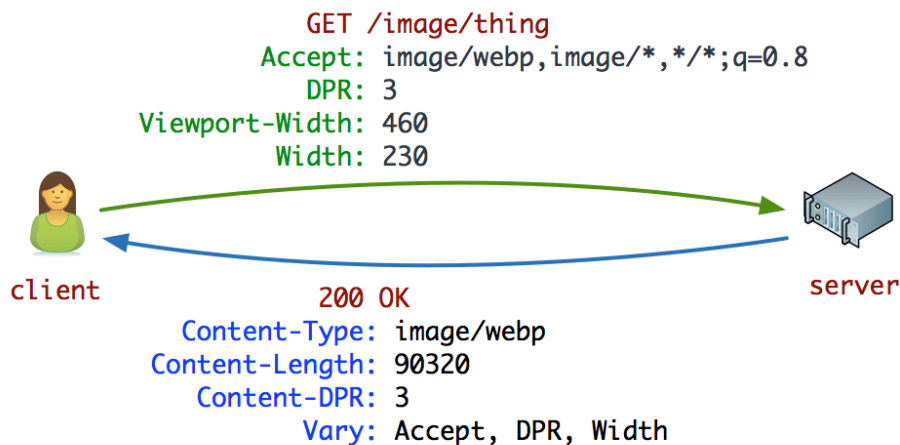 GET /image/thing
Accept: image/webp,image/*,*/*;q=0.8
DPR: 3
Viewport-Width: 460
Width: 230
client
server
200 OK
Content-Type: image/webp
Content-Length: 90320
Content-DPR: 3
Vary: Accept, DPR, Width